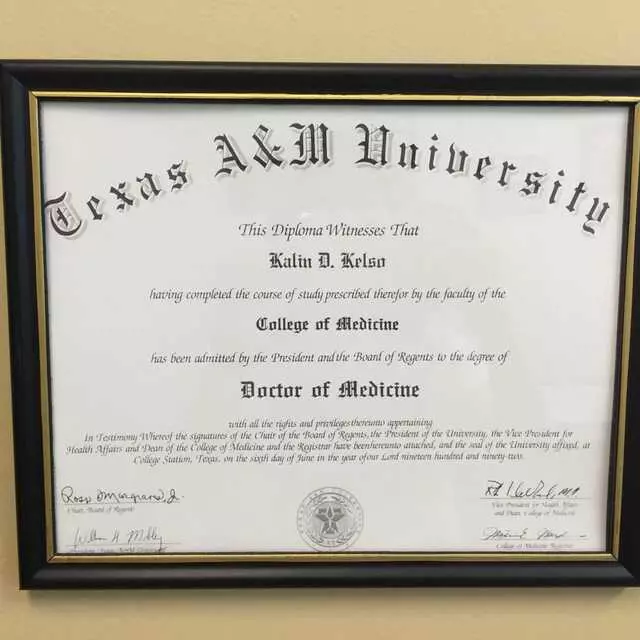 Texas A&M University
This Diploma Witnesses That
Kalin D. Kelso
having completed the course of study prescribed therefor by the faculty of the
College of Medicine
has been admitted by the President and the Board of Regents to the degree of
Doctor of Medicine
with all the rights and privileges thereunto appertaining
In Testimony Whereof the signatures of the Chair of the Board of Regents, the President of the University, the Vice President for
Health Affairs and Dean of the College of Medicine and the Registrar have been hereunto attached, and the seal of the University affixed, at
College Station, Texas, on the sixth day of June in the year of our Lord nineteen hundred and ninety-two.
Chair, Board of Regents
Vice President for Health Affairs
and Dean, College of Medicine
William H. Mobley
College of Medicine Registrar